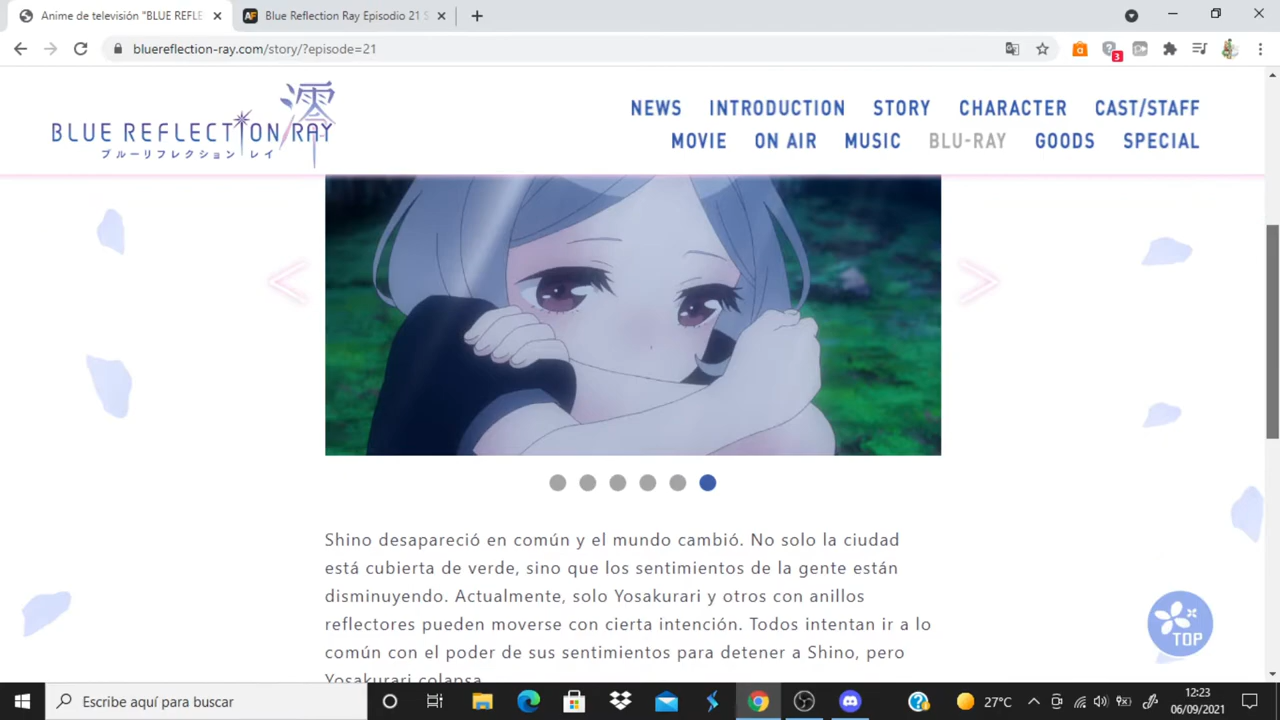 Anime de televisión "BLUE REFLE
Blue Reflection Ray Episodio 21 S
bluereflection-ray.com/story/?episode=21
3
BLUE REFLECTION RAY
澪
ブルーリフレクション レイ
NEWS INTRODUCTION STORY CHARACTER CAST/STAFF
MOVIE ON AIR MUSIC BLU-RAY GOODS SPECIAL
Shino desapareció en común y el mundo cambió. No solo la ciudad
está cubierta de verde, sino que los sentimientos de la gente están
disminuyendo. Actualmente, solo Yosakurari y otros con anillos
reflectores pueden moverse con cierta intención. Todos intentan ir a lo
común con el poder de sus sentimientos para detener a Shino, pero
Yosakurari colapsa
TOP
Escribe aquí para buscar
27°C
12:23
06/09/2021